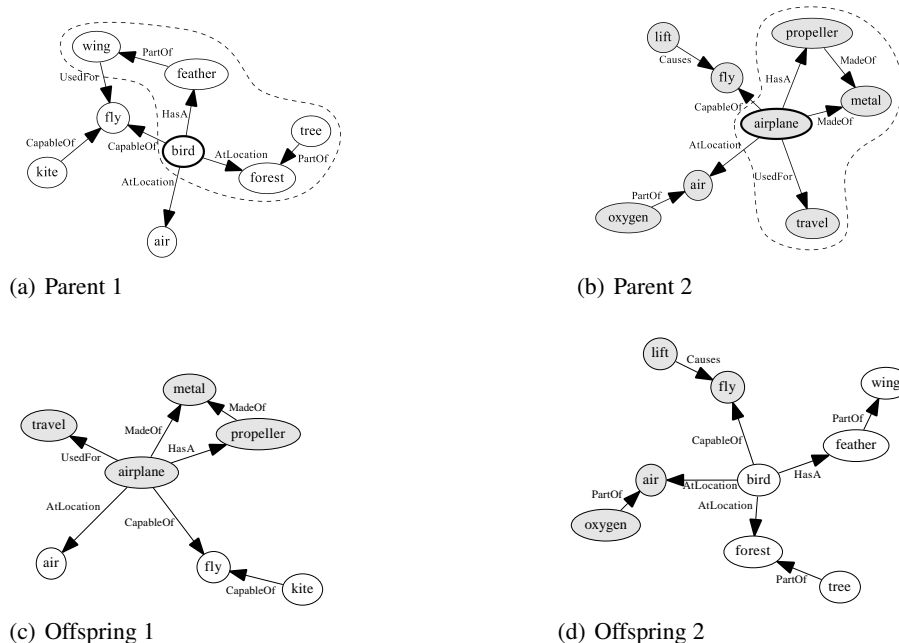 wing
PartOf
feather
UsedFor
HasA
fly
tree
CapableOf
CapableOf
bird
AtLocation
PartOf
kite
forest
AtLocation
air
(a) Parent 1
lift
propeller
Causes
MadeOf
fly
HasA
metal
CapableOf
airplane
MadeOf
AtLocation
air
UsedFor
PartOf
oxygen
travel
(b) Parent 2
metal
travel
MadeOf
MadeOf
propeller
UsedFor
HasA
airplane
AtLocation
CapableOf
air
fly
kite
CapableOf
(c) Offspring 1
lift
Causes
fly
wing
PartOf
CapableOf
feather
HasA
air
AtLocation
bird
PartOf
AtLocation
oxygen
forest
PartOf
tree
(d) Offspring 2